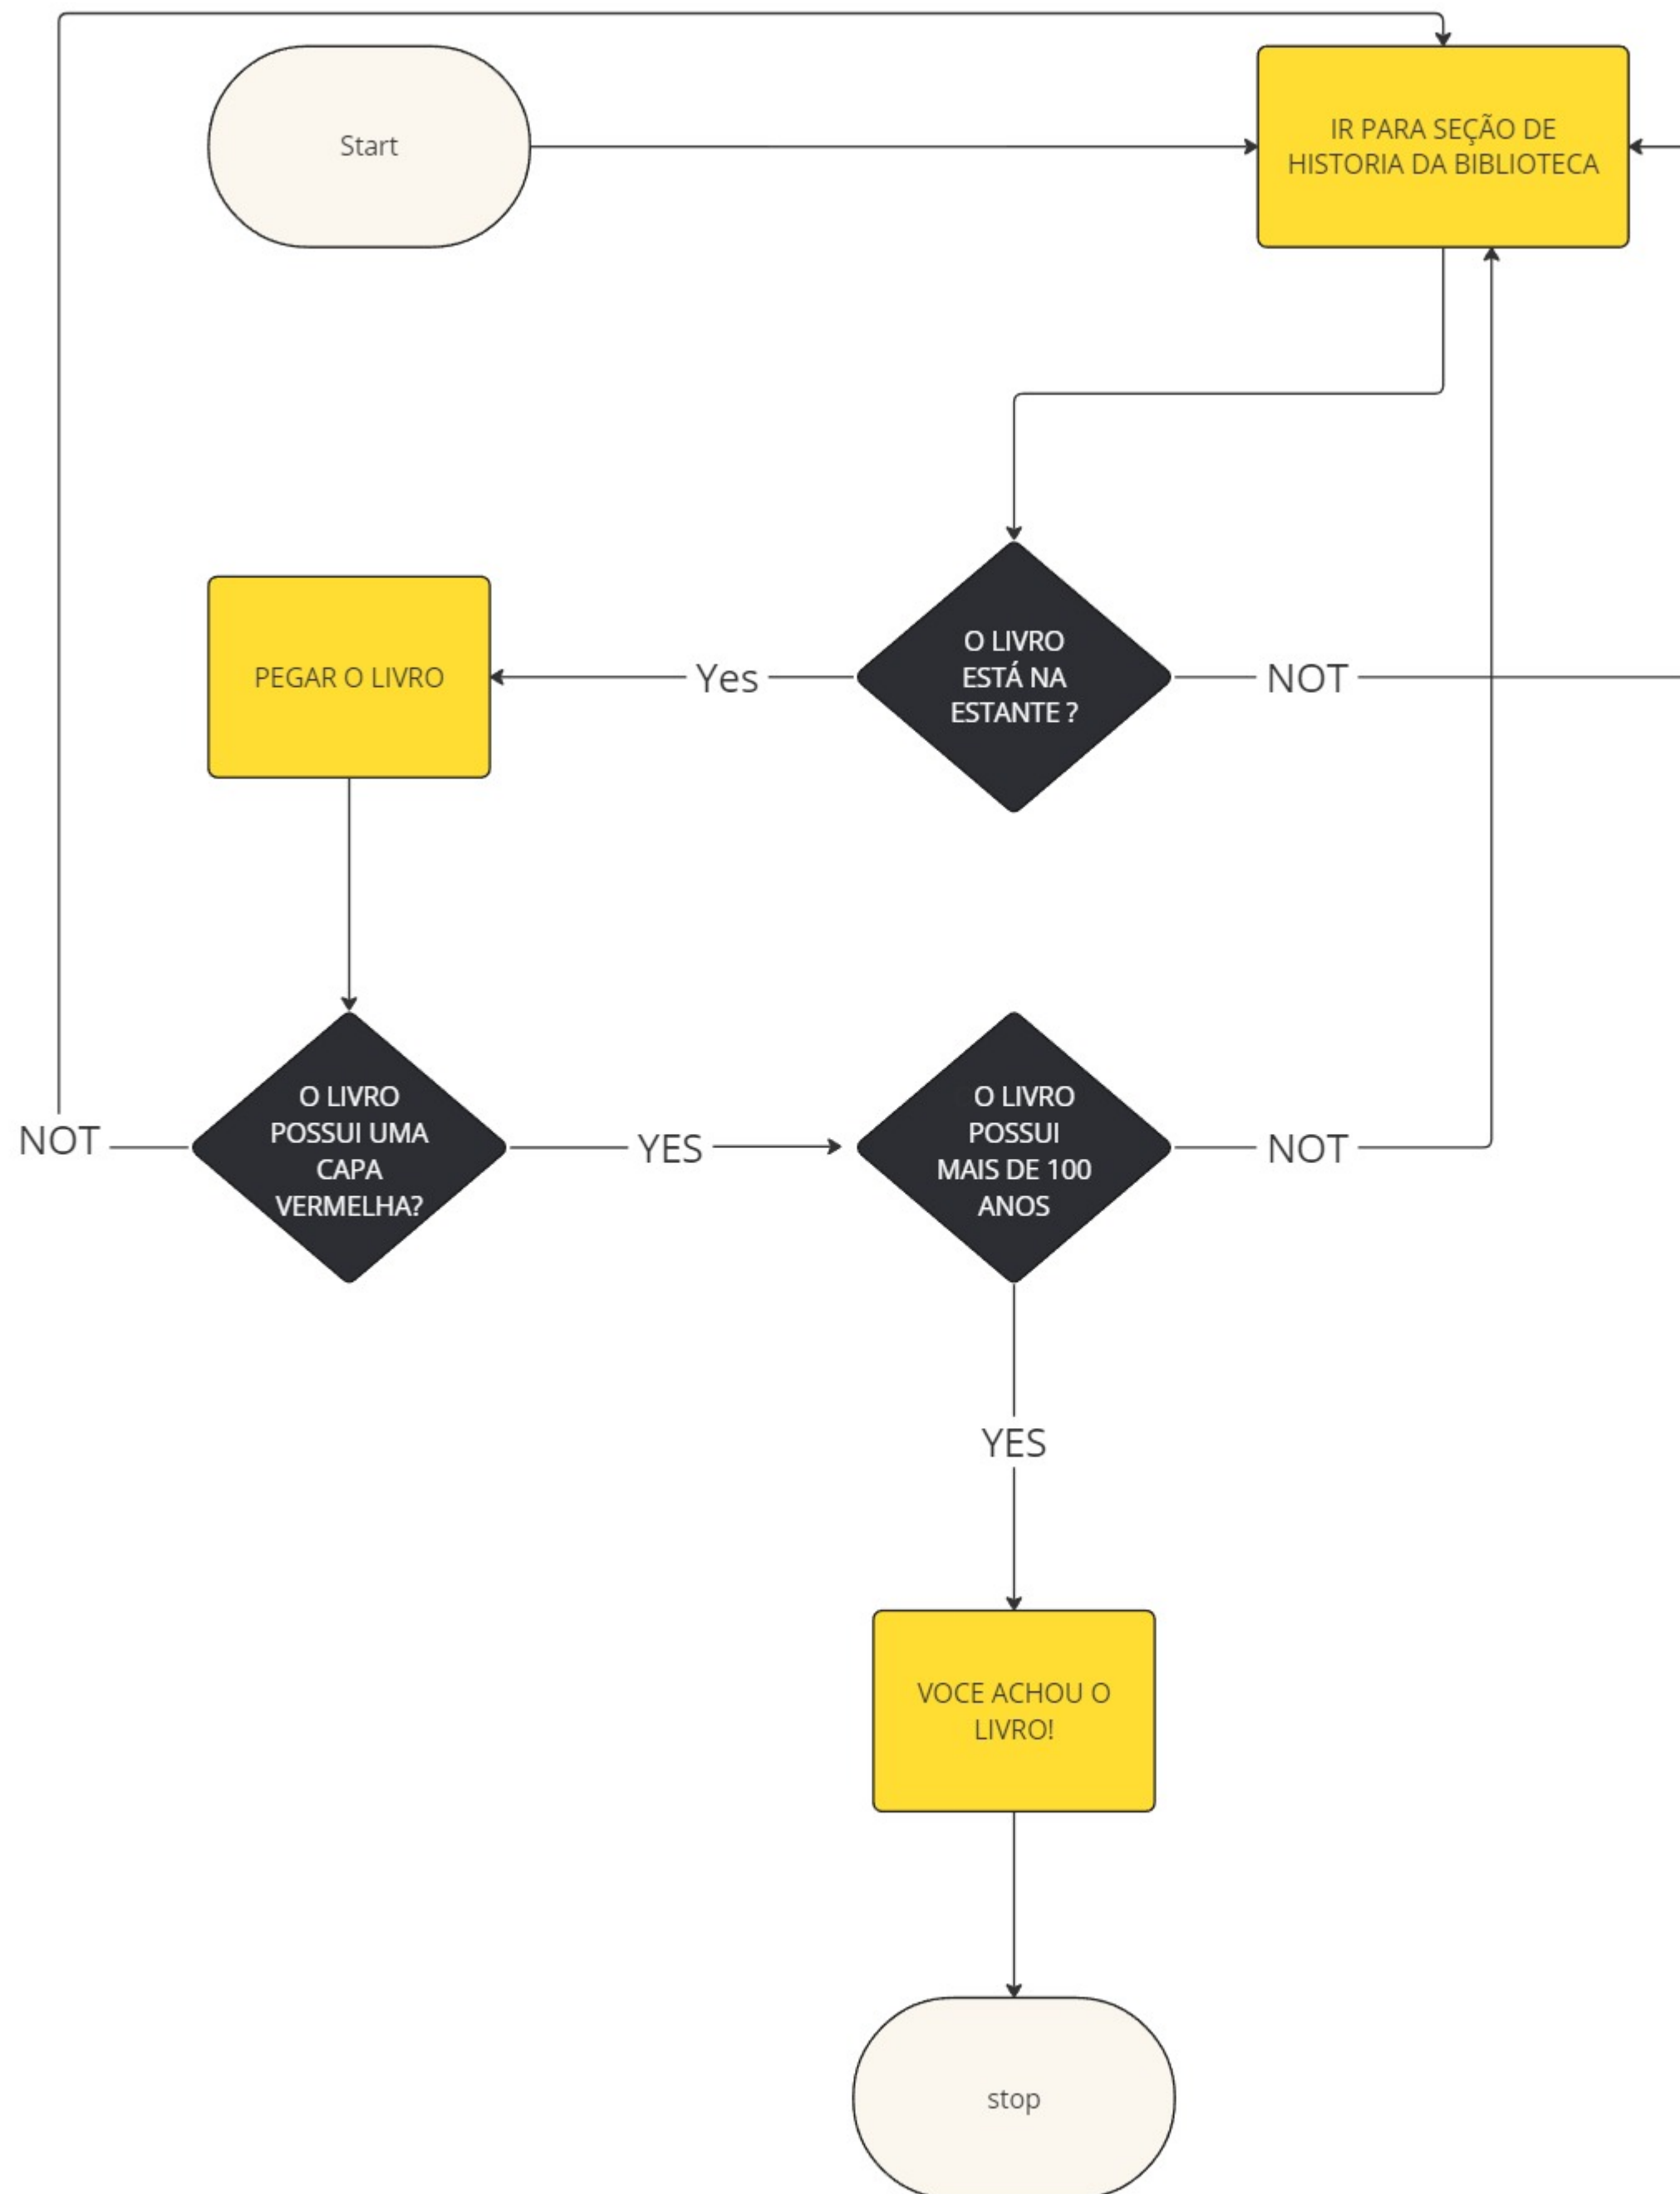 Start
IR PARA SEÇÃO DE
HISTORIA DA BIBLIOTECA
O LIVRO
ESTÁ NA
ESTANTE ?
Yes
NOT
PEGAR O LIVRO
O LIVRO
POSSUI UMA
CAPA
VERMELHA?
NOT
YES
O LIVRO
POSSUI
MAIS DE 100
ANOS
NOT
YES
VOCE ACHOU O
LIVRO!
stop